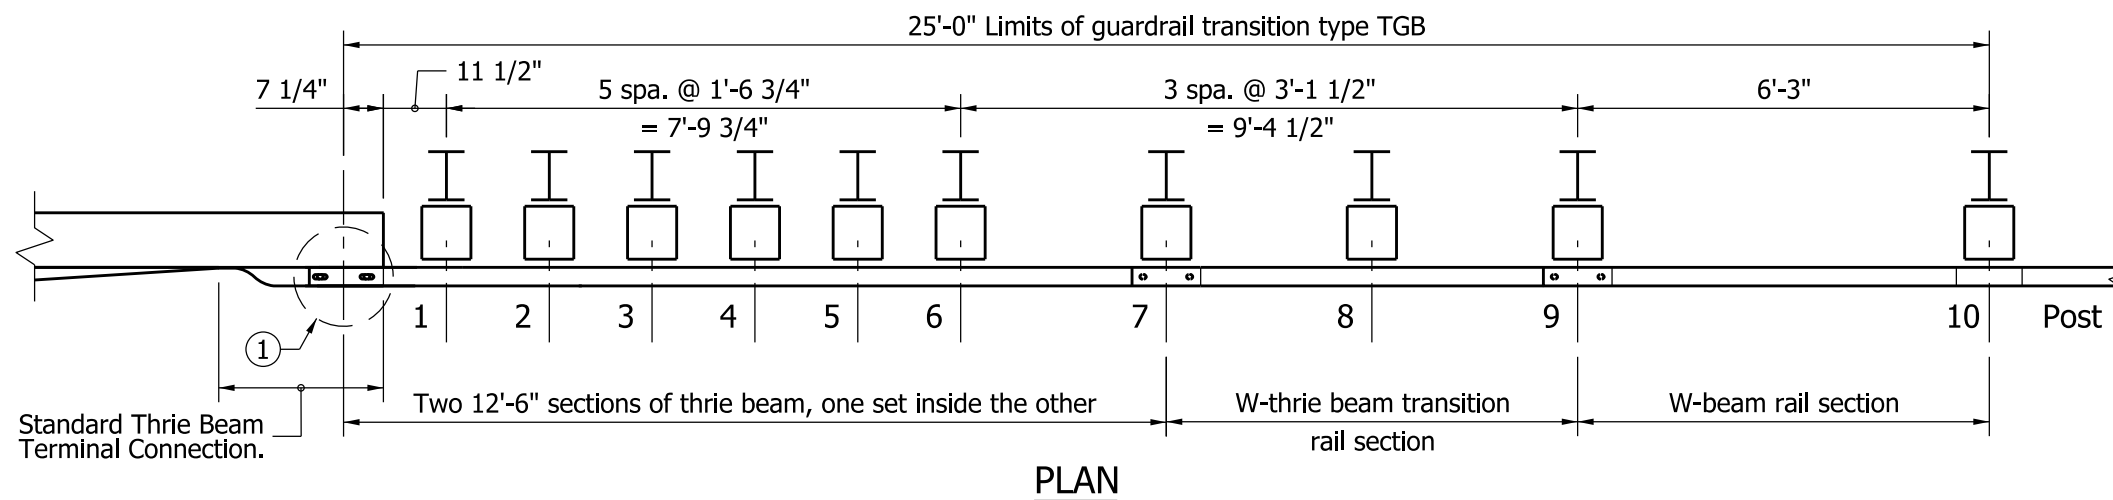 25'-0" Limits of guardrail transition type TGB
7 1/4"
11 1/2"
5 spa. @ 1'-6 3/4"
= 7'-9 3/4"
3 spa. @ 3'-1 1/2"
= 9'-4 1/2"
6'-3"
1
2
3
4
5
6
7
8
9
10
Post
1
Standard Thrie Beam
Terminal Connection.
Two 12'-6" sections of thrie beam, one set inside the other
W-thrie beam transition
rail section
W-beam rail section
PLAN